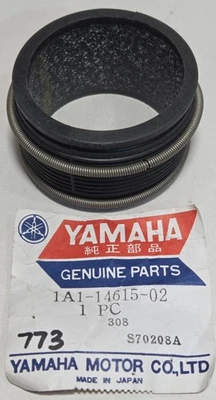 YAMAHA
純正部品
GENUINE PARTS
1A1-14615-02
1 PC
308
773
S70208A
YAMAHA MOTOR CO.,LTD
MADE IN JAPAN